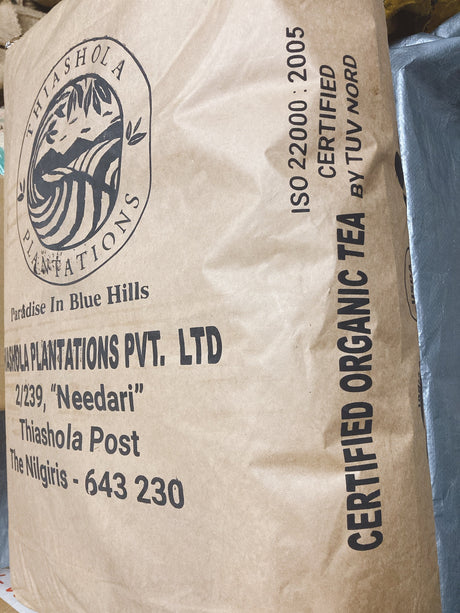 THIASHOLA
PLANTATIONS
Paradise In Blue Hills
PLANTATIONS PVT. LTD
2/239, "Needari"
Thiashola Post
The Nilgiris - 643 230
ISO 22000 : 2005
CERTIFIED
BY TUV NORD
CERTIFIED ORGANIC TEA